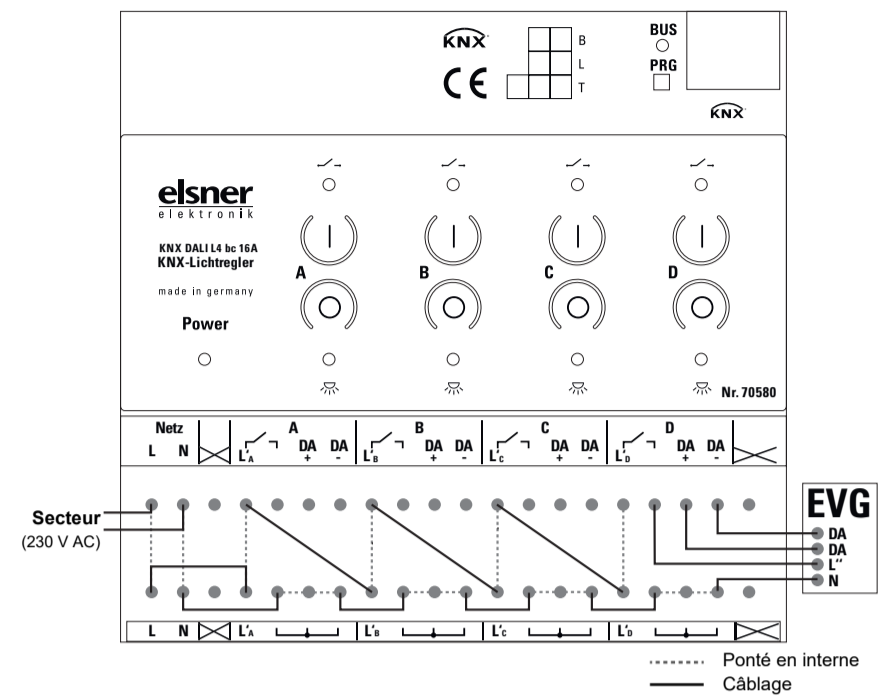 KNX
B
L
T
BUS
PRG
KNX
elsner
elektronik
KNX DALI L4 bc 16A
KNX-Lichtregler
made in germany
Power
A
B
C
D
Nr. 70580
Netz A B C D
L N L'A DA + DA - L'B DA + DA - L'C DA + DA - L'D DA + DA -
Secteur
(230 V AC)
EVG
DA
DA
L''
N
L N L'A L'B L'C L'D
Ponté en interne
Câblage